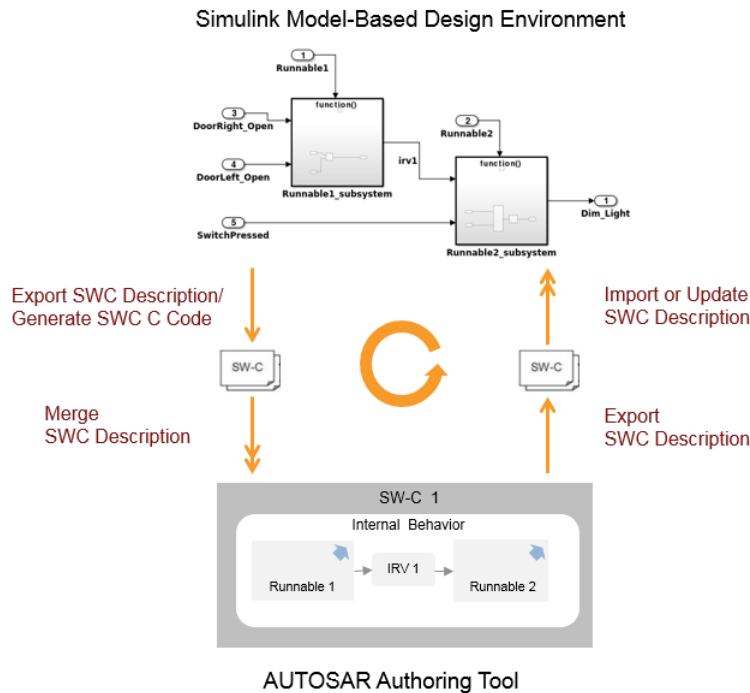 Simulink Model-Based Design Environment
1
Runnable1
function()
3
DoorRight_Open
2
Runnable2
4
DoorLeft_Open
irv1
function()
Runnable1_subsystem
1
Dim_Light
5
SwitchPressed
Runnable2_subsystem
Export SWC Description/
Generate SWC C Code
Import or Update
SWC Description
SW-C
SW-C
Merge
SWC Description
Export
SWC Description
SW-C 1
Internal Behavior
Runnable 1
IRV 1
Runnable 2
AUTOSAR Authoring Tool